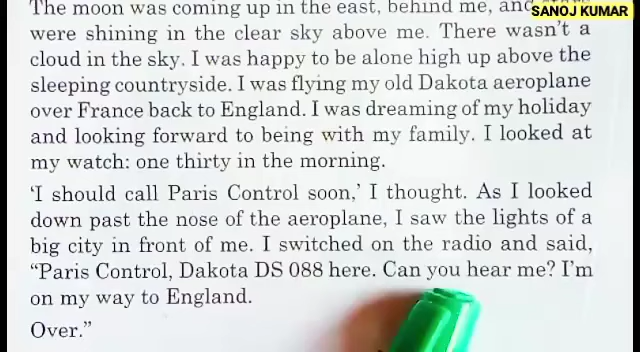 The moon was coming up in the east, behind me, and
SANOJ KUMAR
were shining in the clear sky above me. There wasn't a
cloud in the sky. I was happy to be alone high up above the
sleeping countryside. I was flying my old Dakota aeroplane
over France back to England. I was dreaming of my holiday
and looking forward to being with my family. I looked at
my watch: one thirty in the morning.
'I should call Paris Control soon,' I thought. As I looked
down past the nose of the aeroplane, I saw the lights of a
big city in front of me. I switched on the radio and said,
"Paris Control, Dakota DS 088 here. Can you hear me? I'm
on my way to England.
Over."